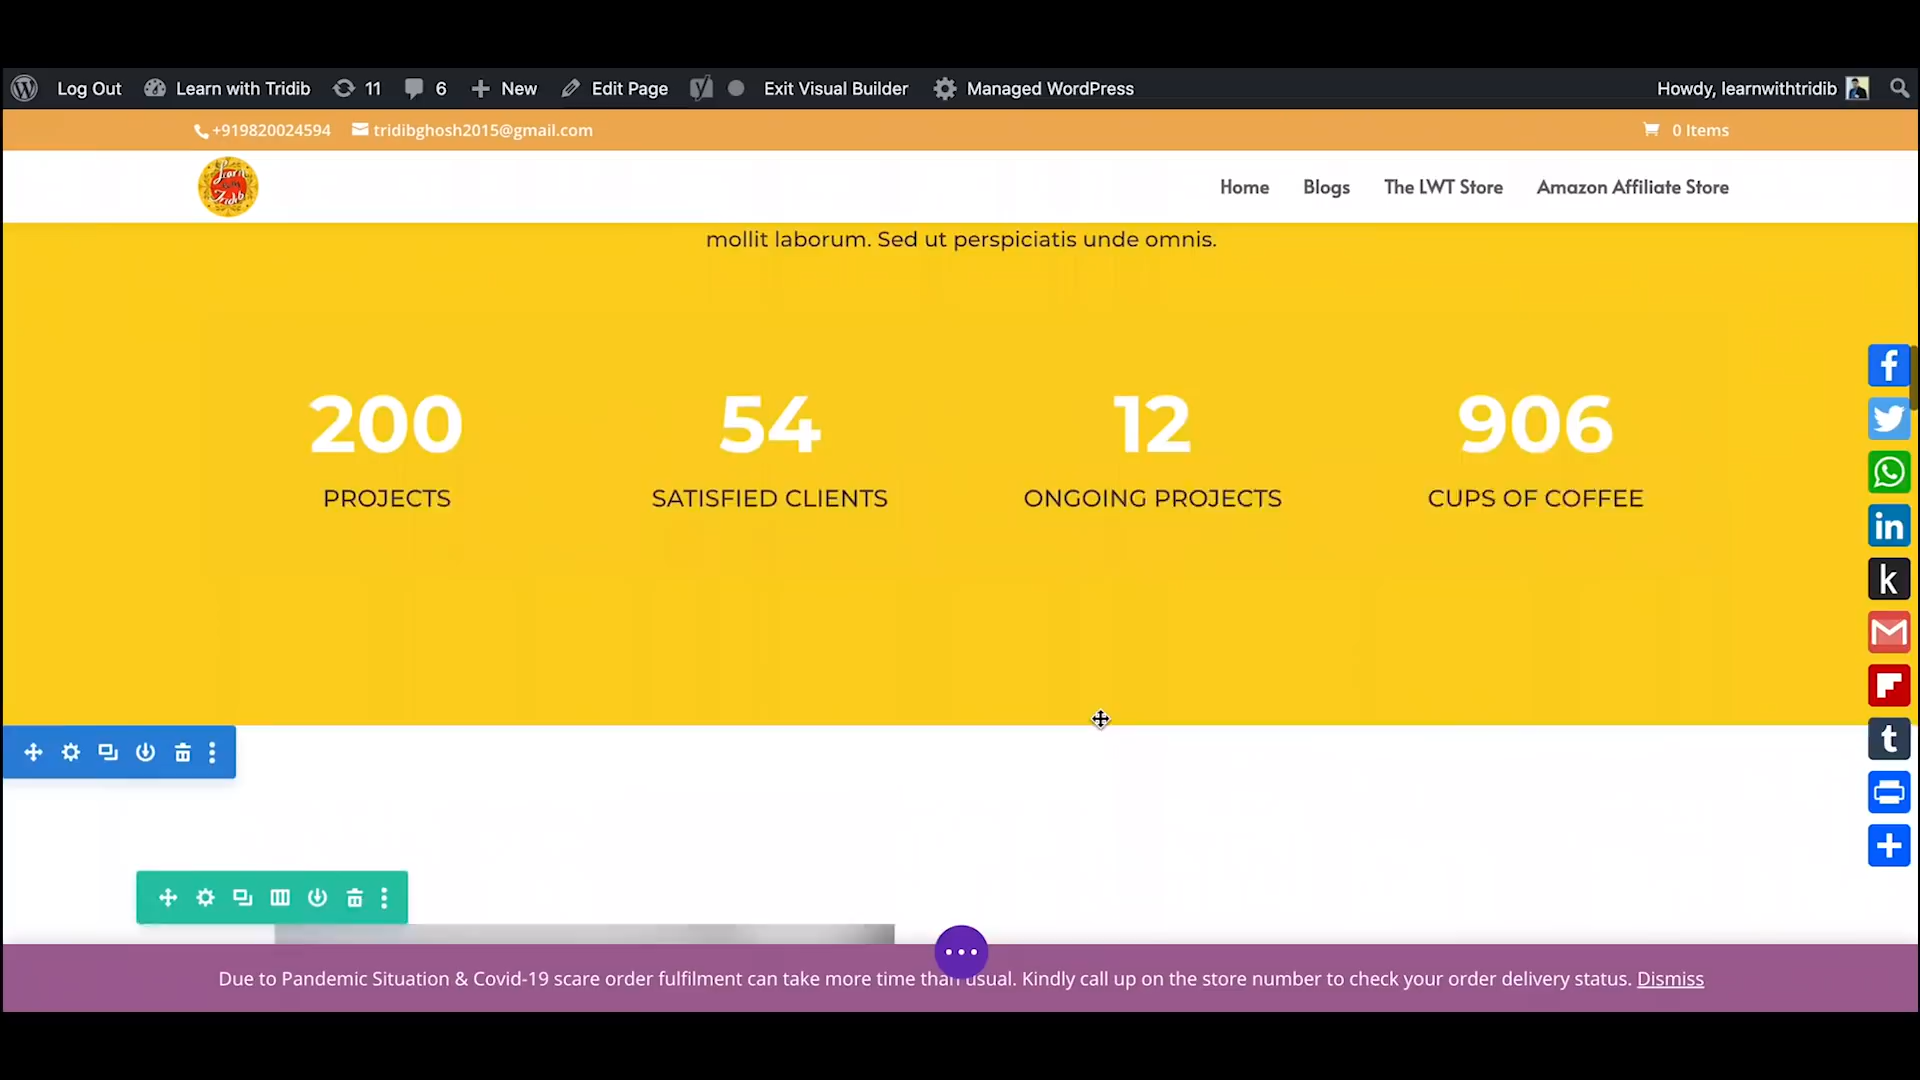 Log Out Learn with Tridib 11 6 New Edit Page Exit Visual Builder Managed WordPress Howdy, learnwithtridib
+919820024594 tridibghosh2015@gmail.com 0 Items
Learn with Tridib
Home Blogs The LWT Store Amazon Affiliate Store
mollit laborum. Sed ut perspiciatis unde omnis.
200 54 12 906
PROJECTS SATISFIED CLIENTS ONGOING PROJECTS CUPS OF COFFEE
Due to Pandemic Situation & Covid-19 scare order fulfilment can take more time than usual. Kindly call up on the store number to check your order delivery status. Dismiss